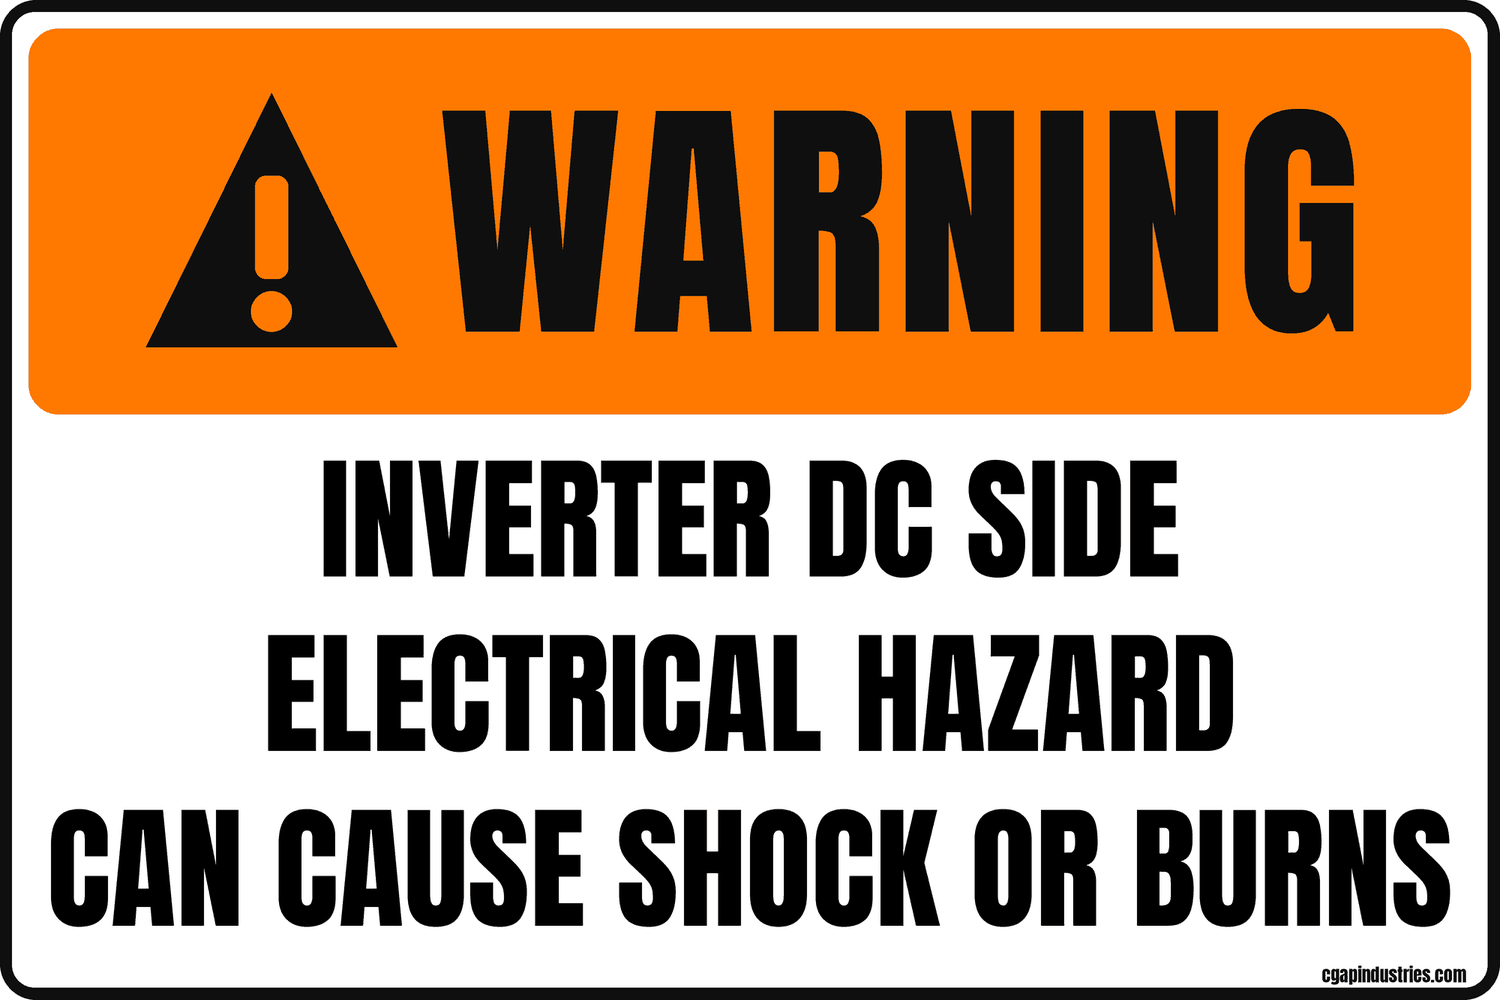 WARNING
INVERTER DC SIDE
ELECTRICAL HAZARD
CAN CAUSE SHOCK OR BURNS
cgapindustries.com